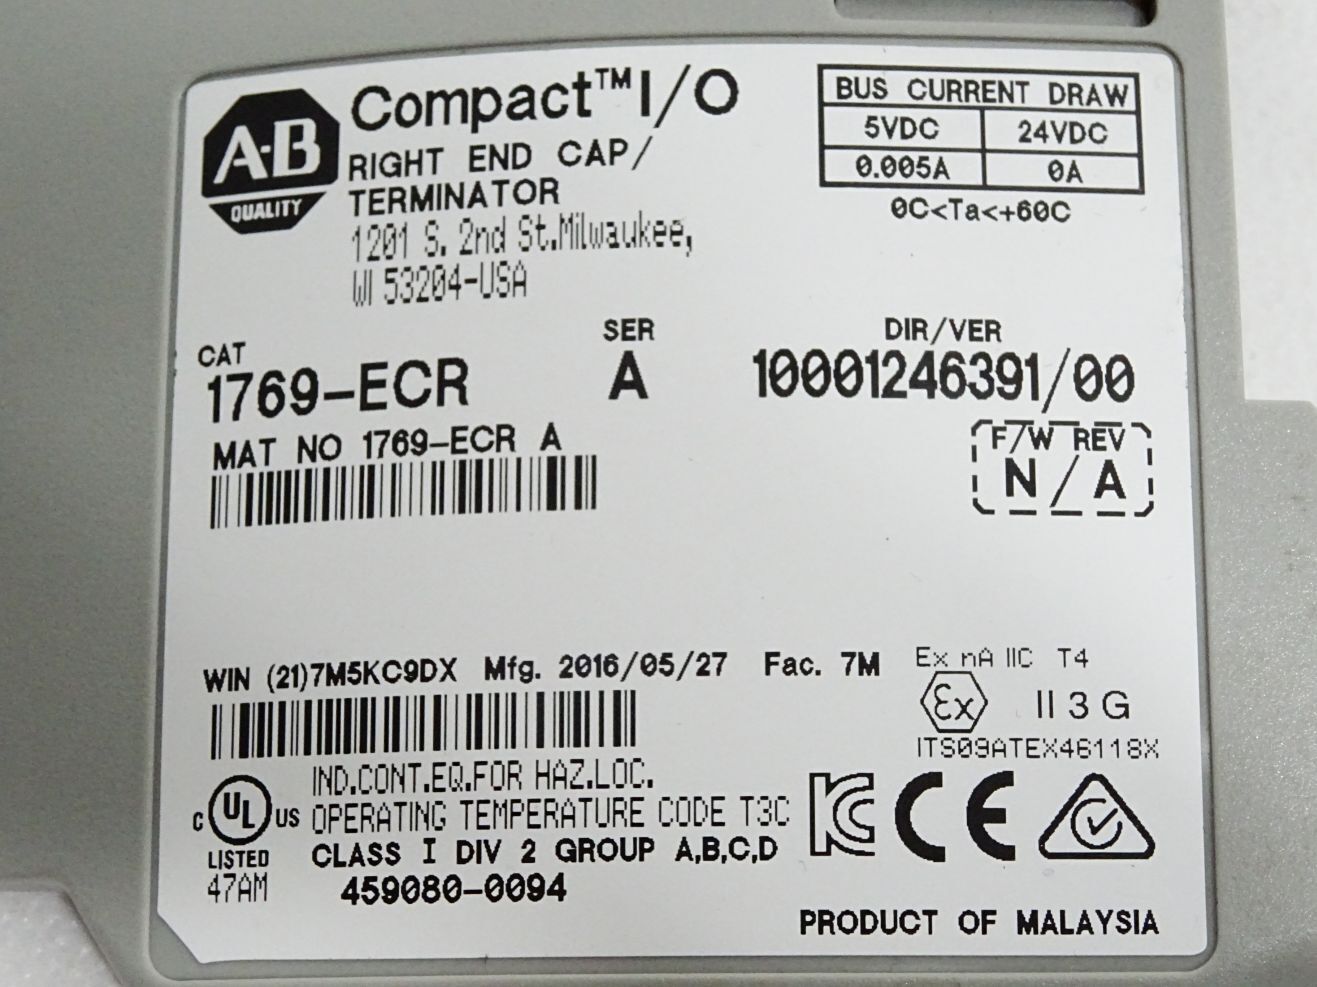 A·B
QUALITY
Compact™ I/O
RIGHT END CAP/
TERMINATOR
1201 S. 2nd St.Milwaukee,
WI 53204-USA
BUS CURRENT DRAW
5VDC 24VDC
0.005A 0A
0C<Ta<+60C
CAT
1769-ECR
SER
A
DIR/VER
10001246391/00
MAT NO 1769-ECR A
F/W REV
N/A
WIN (21)7M5KC9DX Mfg. 2016/05/27 Fac. 7M
Ex nA IIC T4
Ex II 3 G
ITS09ATEX46118X
C UL US
LISTED
47AM
IND.CONT.EQ.FOR HAZ.LOC.
OPERATING TEMPERATURE CODE T3C
CLASS I DIV 2 GROUP A,B,C,D
459080-0094
KC CE
PRODUCT OF MALAYSIA